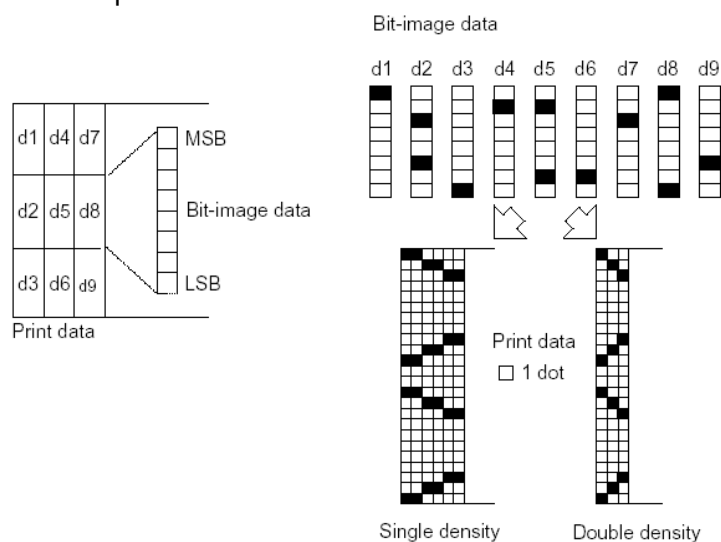 Bit-image data
d1 d2 d3 d4 d5 d6 d7 d8 d9
d1 d4 d7
d2 d5 d8
d3 d6 d9
MSB
Bit-image data
LSB
Print data
Print data
1 dot
Single density
Double density